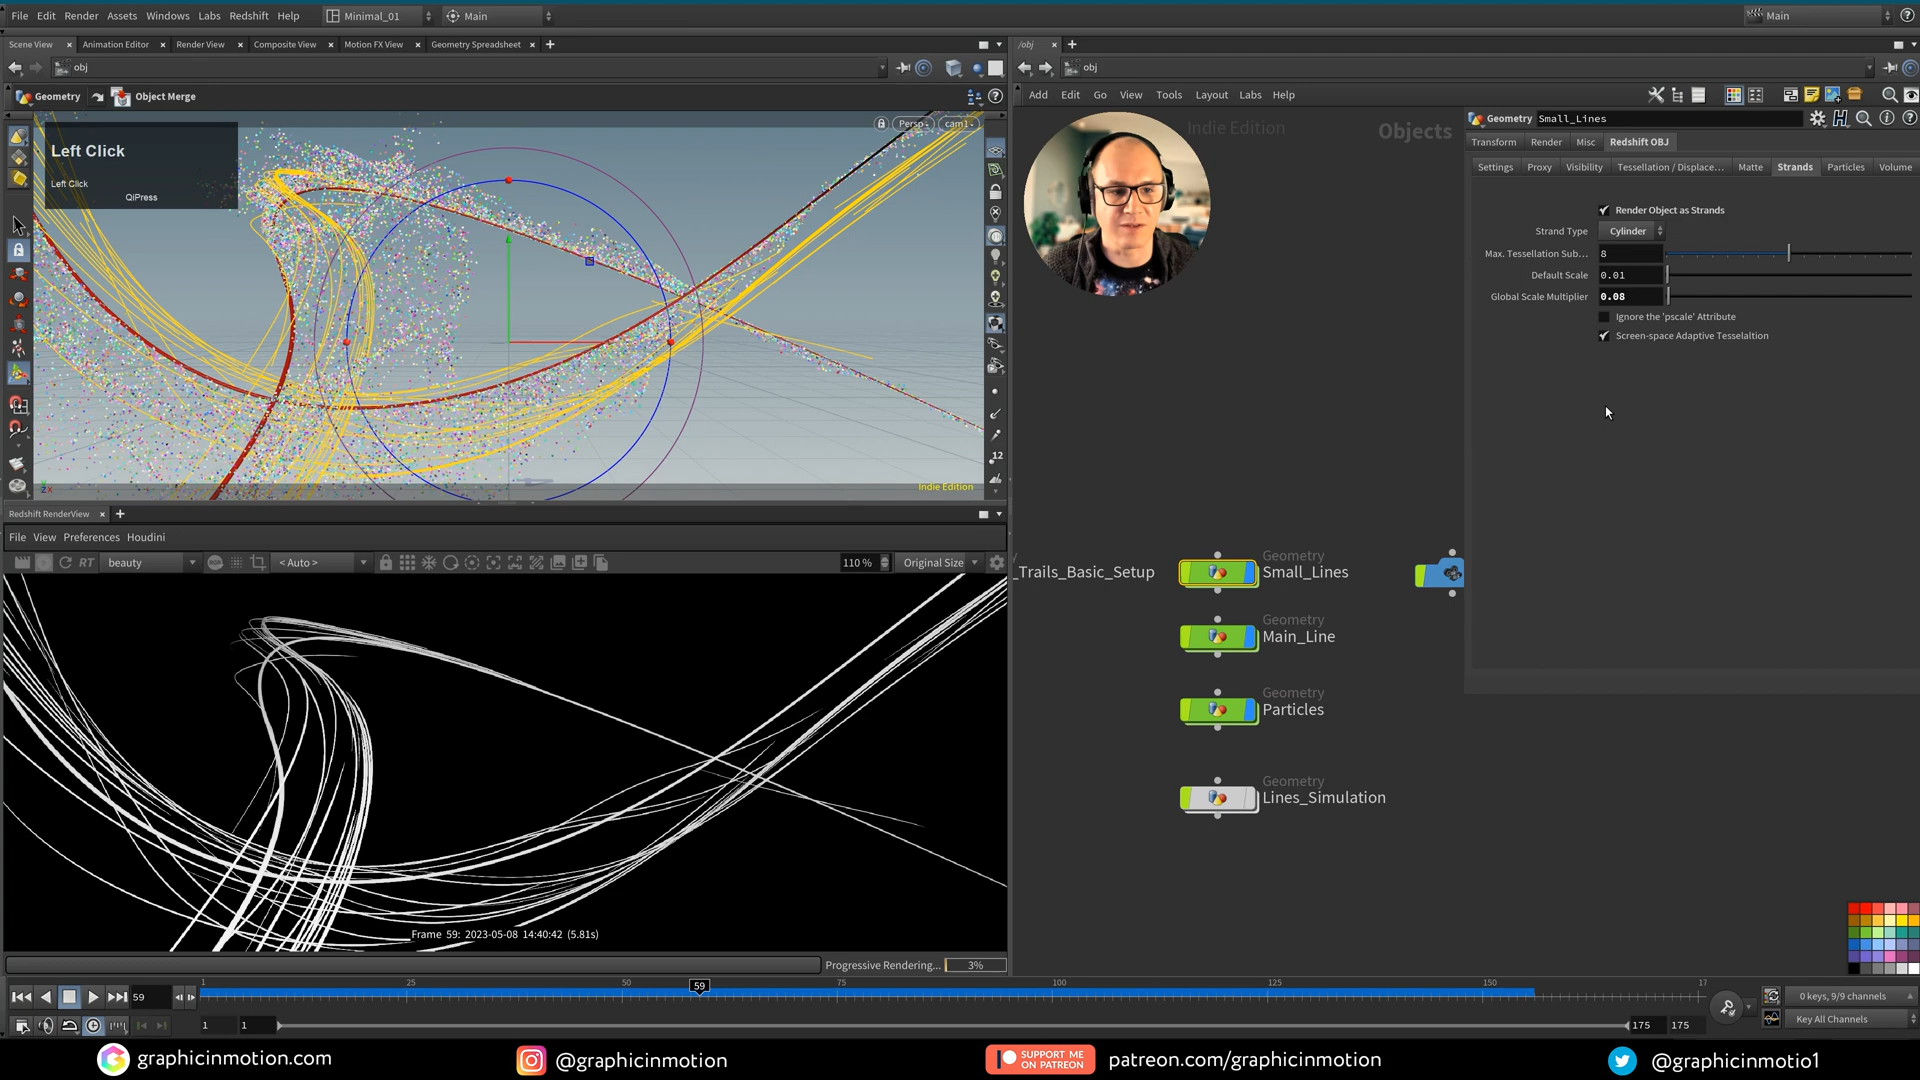 File Edit Render Assets Windows Labs Redshift Help Minimal_01 Main Main
Scene View Animation Editor Render View Composite View Motion FX View Geometry Spreadsheet
/obj
obj
obj
Geometry Object Merge
Add Edit Go View Tools Layout Labs Help
Left Click
Left Click
QiPress
Persp cam1
Indie Edition
Indie Edition
Objects
Geometry Small_Lines
Transform Render Misc Redshift OBJ
Settings Proxy Visibility Tessellation / Displace... Matte Strands Particles Volume
Render Object as Strands
Strand Type Cylinder
Max. Tessellation Sub... 8
Default Scale 0.01
Global Scale Multiplier 0.08
Ignore the 'pscale' Attribute
Screen-space Adaptive Tesselaltion
12
Redshift RenderView
File View Preferences Houdini
RT beauty < Auto > 110 % Original Size
Frame 59: 2023-05-08 14:40:42 (5.81s)
Progressive Rendering... 3%
Geometry
_Trails_Basic_Setup Small_Lines
Geometry
Main_Line
Geometry
Particles
Geometry
Lines_Simulation
1 25 50 59 75 100 125 150 17
59
0 keys, 9/9 channels
1 1 175 175
Key All Channels
graphicinmotion.com @graphicinmotion SUPPORT ME ON PATREON patreon.com/graphicinmotion @graphicinmotio1